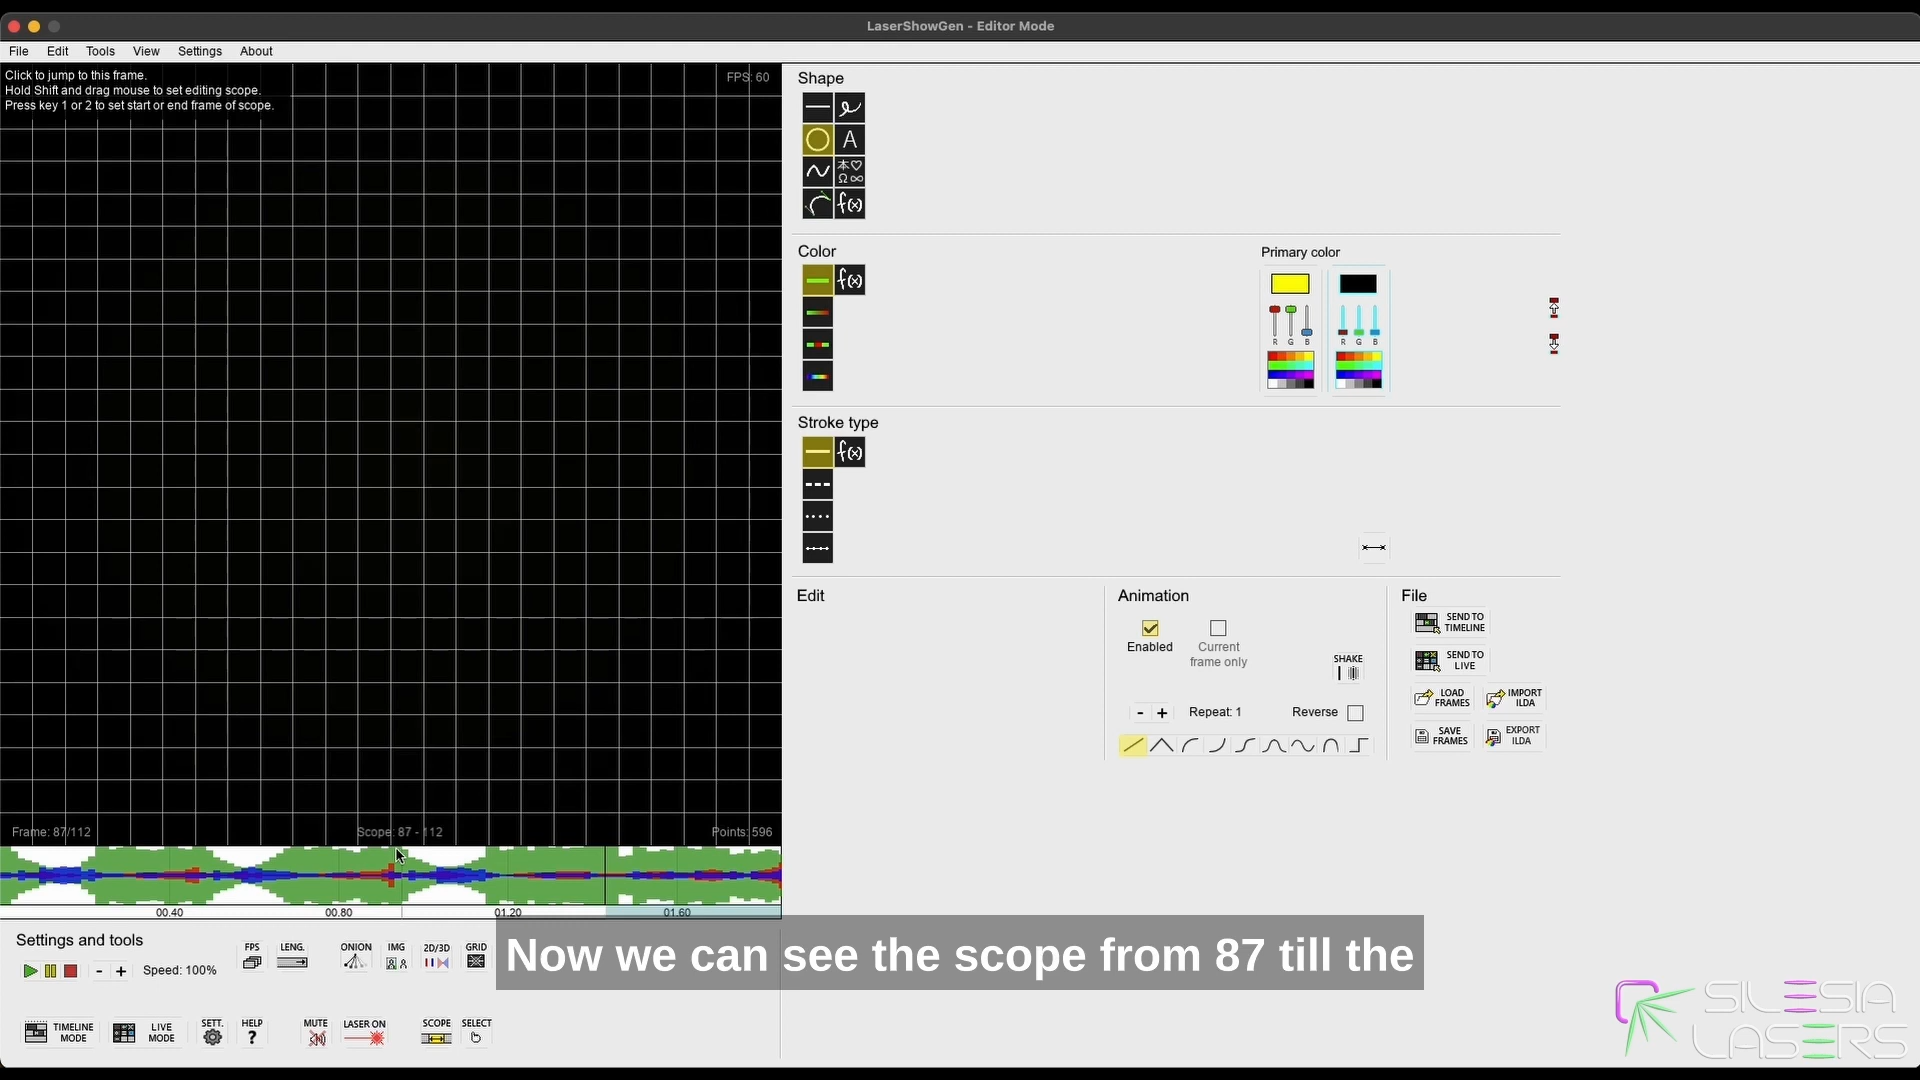 LaserShowGen - Editor Mode
File Edit Tools View Settings About
Click to jump to this frame.
Hold Shift and drag mouse to set editing scope.
Press key 1 or 2 to set start or end frame of scope.
FPS: 60
Shape
A
本♡
Ω∞
f(x)
Color
Primary color
f(x)
R G B
R G B
Stroke type
f(x)
Edit
Animation
File
Enabled
Current
frame only
SHAKE
- + Repeat: 1 Reverse
SEND TO
TIMELINE
SEND TO
LIVE
LOAD
FRAMES
IMPORT
ILDA
SAVE
FRAMES
EXPORT
ILDA
Frame: 87/112 Scope: 87 - 112 Points: 596
00.40 00.80 01.20 01.60
Settings and tools
- + Speed: 100%
FPS LENG. ONION IMG 2D/3D GRID
Now we can see the scope from 87 till the
TIMELINE
MODE
LIVE
MODE
SETT. HELP
?
MUTE LASER ON SCOPE SELECT
SILESIA
LASERS